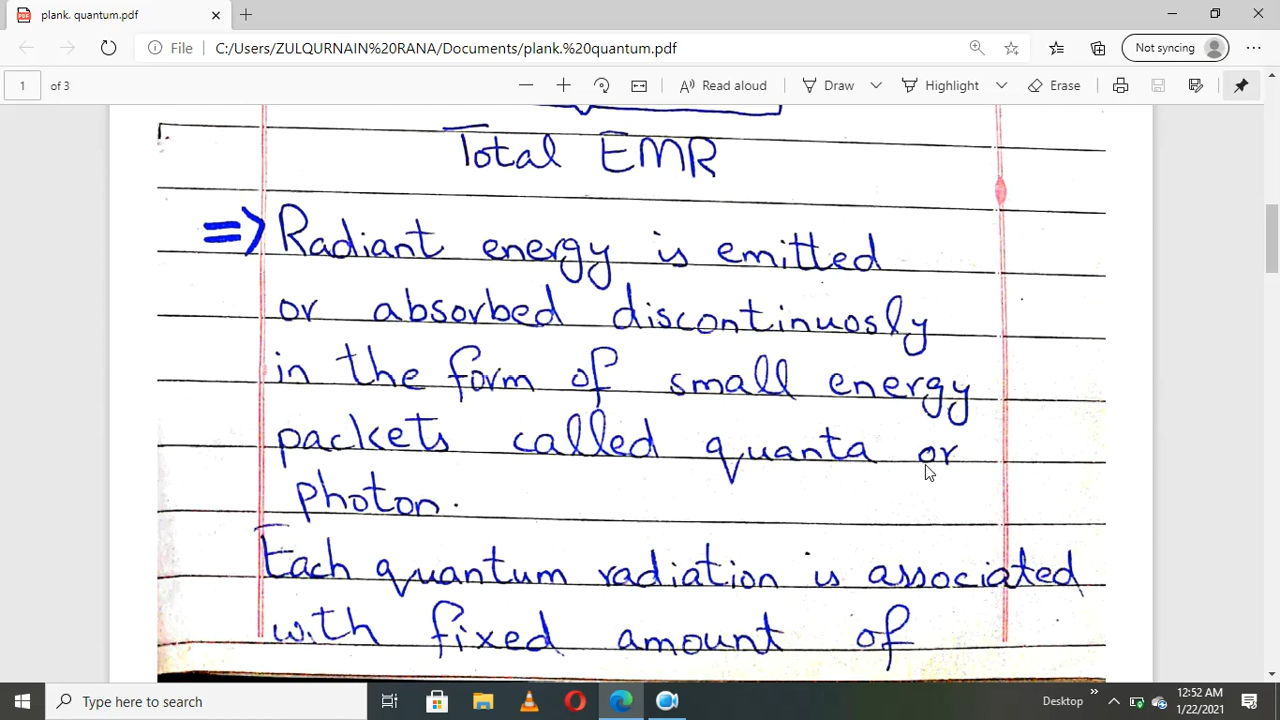 plank. quantum.pdf
File C:/Users/ZULQURNAIN%20RANA/Documents/plank.%20quantum.pdf
Not syncing
1 of 3 Read aloud Draw Highlight Erase
Total EMR
=> Radiant energy is emitted
or absorbed discontinuosly
in the form of small energy
packets called quanta or
photon.
Each quantum radiation is associated
with fixed amount of
Type here to search
Desktop
12:52 AM
1/22/2021